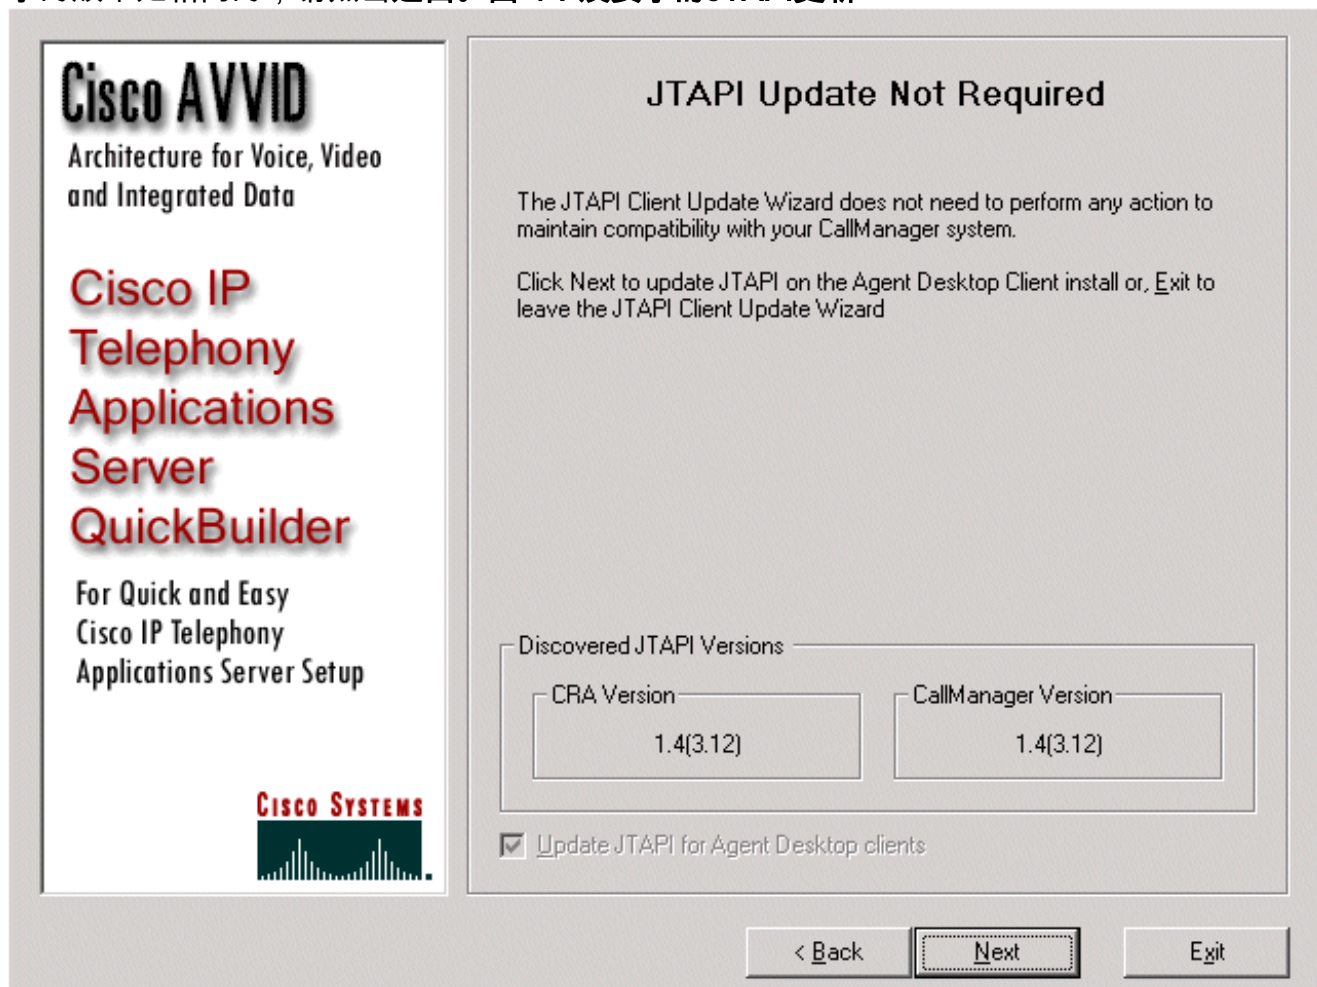 Cisco AVVID
Architecture for Voice, Video
and Integrated Data
Cisco IP
Telephony
Applications
Server
QuickBuilder
For Quick and Easy
Cisco IP Telephony
Applications Server Setup
CISCO SYSTEMS
JTAPI Update Not Required
The JTAPI Client Update Wizard does not need to perform any action to
maintain compatibility with your CallManager system.
Click Next to update JTAPI on the Agent Desktop Client install or, Exit to
leave the JTAPI Client Update Wizard
Discovered JTAPI Versions
CRA Version
1.4(3.12)
CallManager Version
1.4(3.12)
Update JTAPI for Agent Desktop clients
< Back
Next
Exit